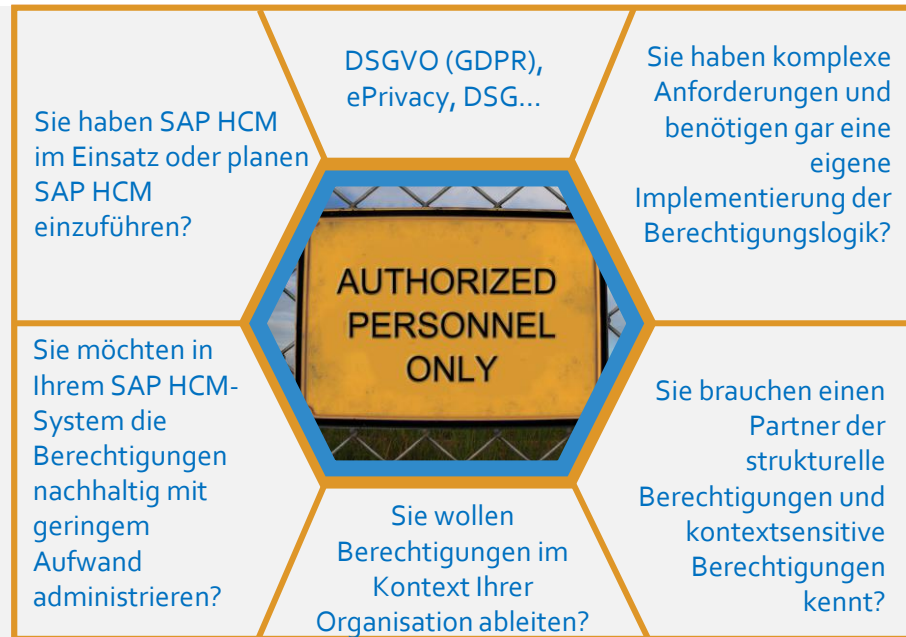 Sie haben SAP HCM
im Einsatz oder planen
SAP HCM
einzuführen?
DSGVO (GDPR),
ePrivacy, DSG...
Sie haben komplexe
Anforderungen und
benötigen gar eine
eigene
Implementierung der
Berechtigungslogik?
AUTHORIZED
PERSONNEL
ONLY
Sie möchten in
Ihrem SAP HCM-
System die
Berechtigungen
nachhaltig mit
geringem
Aufwand
administrieren?
Sie wollen
Berechtigungen im
Kontext Ihrer
Organisation ableiten?
Sie brauchen einen
Partner der
strukturelle
Berechtigungen und
kontextsensitive
Berechtigungen
kennt?